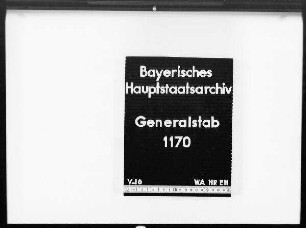 Bayerisches
Hauptstaatsarchiv
Generalstab
1170